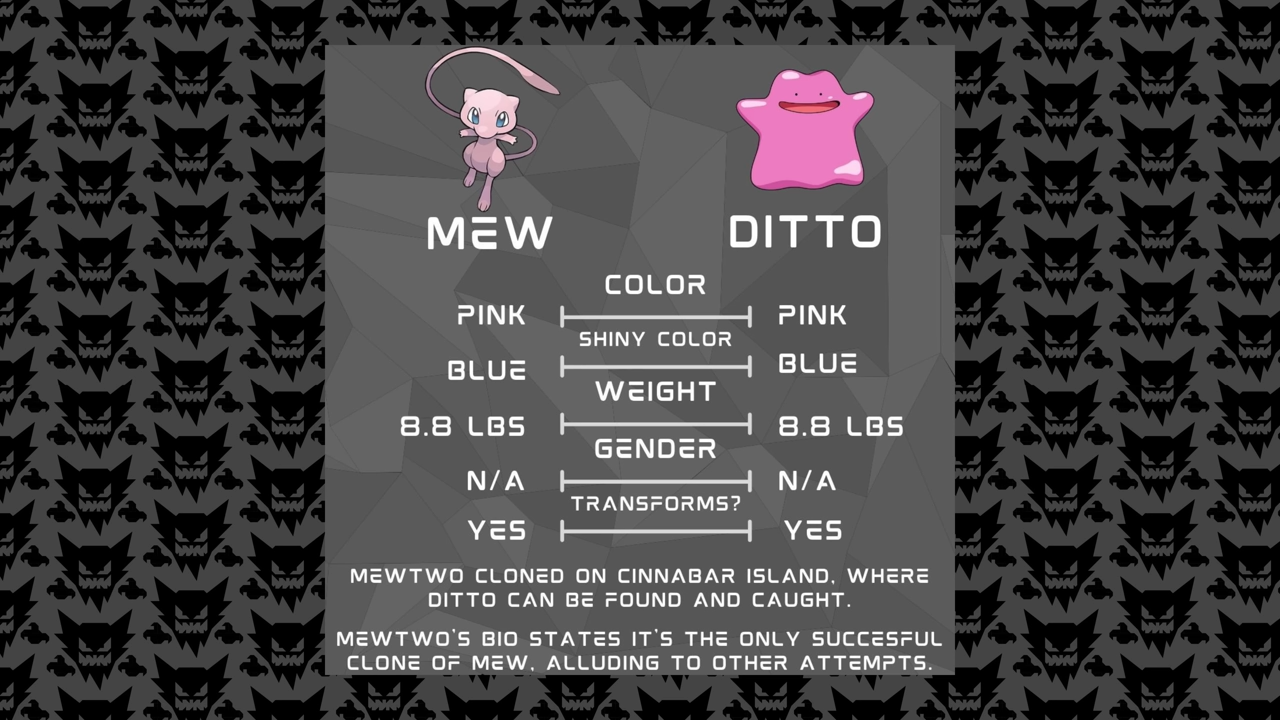 MEW DITTO
COLOR
PINK PINK
SHINY COLOR
BLUE BLUE
WEIGHT
8.8 LBS 8.8 LBS
GENDER
N/A N/A
TRANSFORMS?
YES YES
MEWTWO CLONED ON CINNABAR ISLAND, WHERE
DITTO CAN BE FOUND AND CAUGHT.
MEWTWO'S BIO STATES IT'S THE ONLY SUCCESFUL
CLONE OF MEW, ALLUDING TO OTHER ATTEMPTS.